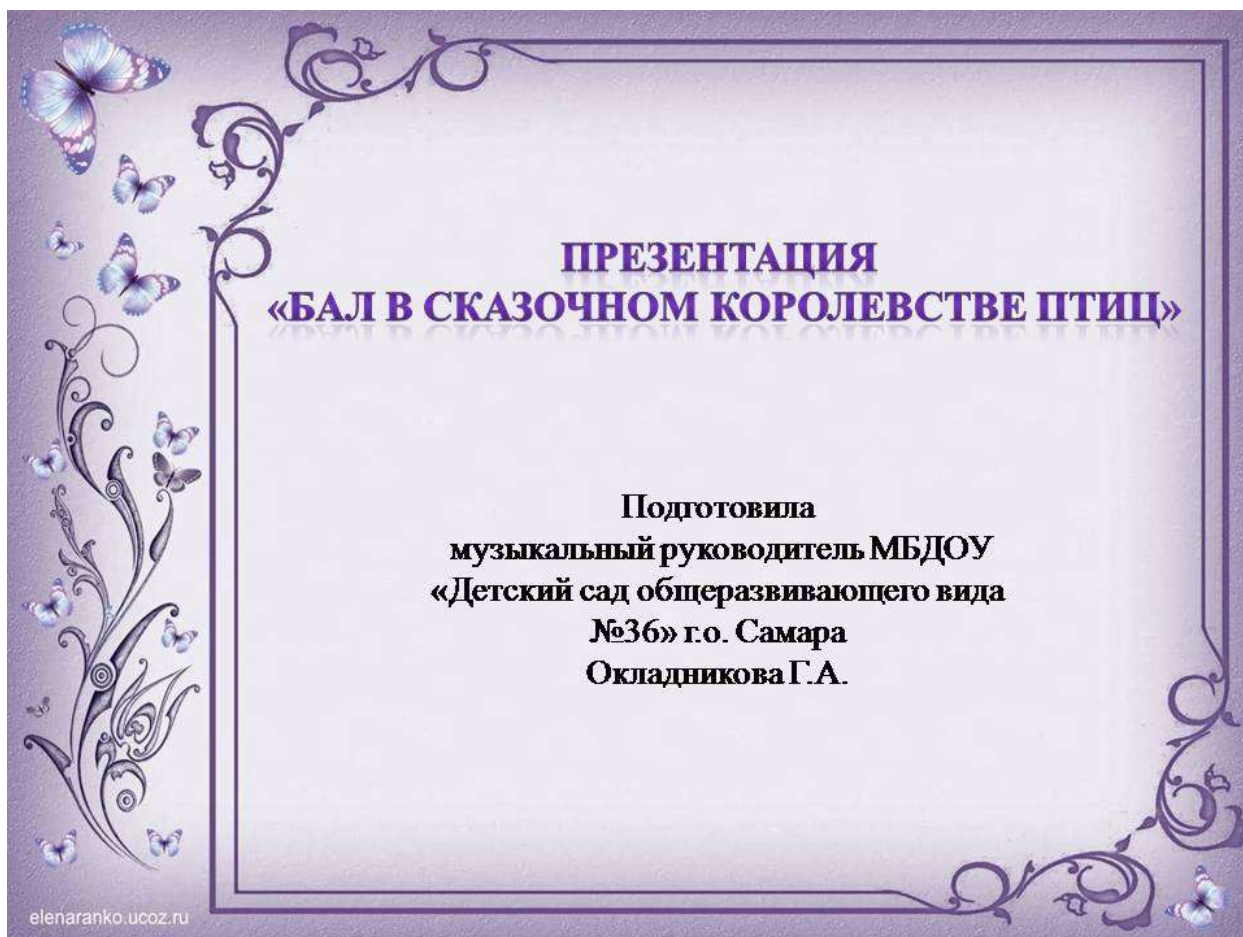 ПРЕЗЕНТАЦИЯ
«БАЛ В СКАЗОЧНОМ КОРОЛЕВСТВЕ ПТИЦ»
Подготовила
музыкальный руководитель МБДОУ
«Детский сад общеразвивающего вида
№36» г.о. Самара
Окладникова Г.А.
elenaranko.ucoz.ru